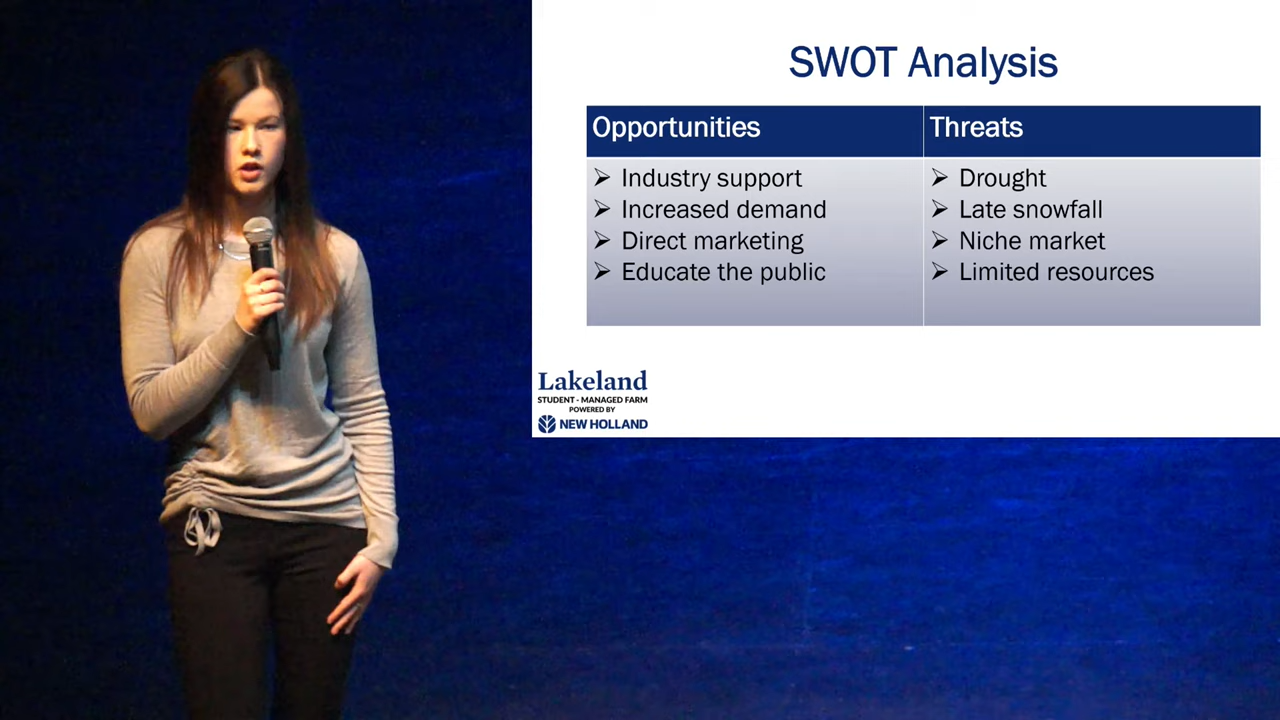 SWOT Analysis
Opportunities
Industry support
Increased demand
Direct marketing
Educate the public
Threats
Drought
Late snowfall
Niche market
Limited resources
Lakeland
STUDENT - MANAGED FARM
POWERED BY
NEW HOLLAND